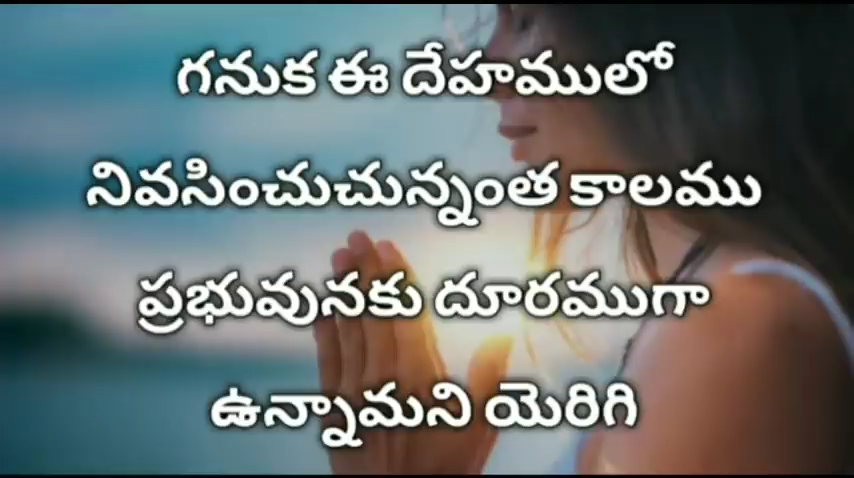 గనుక ఈ దేహములో
నివసించుచున్నంత కాలము
ప్రభువునకు దూరముగా
ఉన్నామని యెరిగి